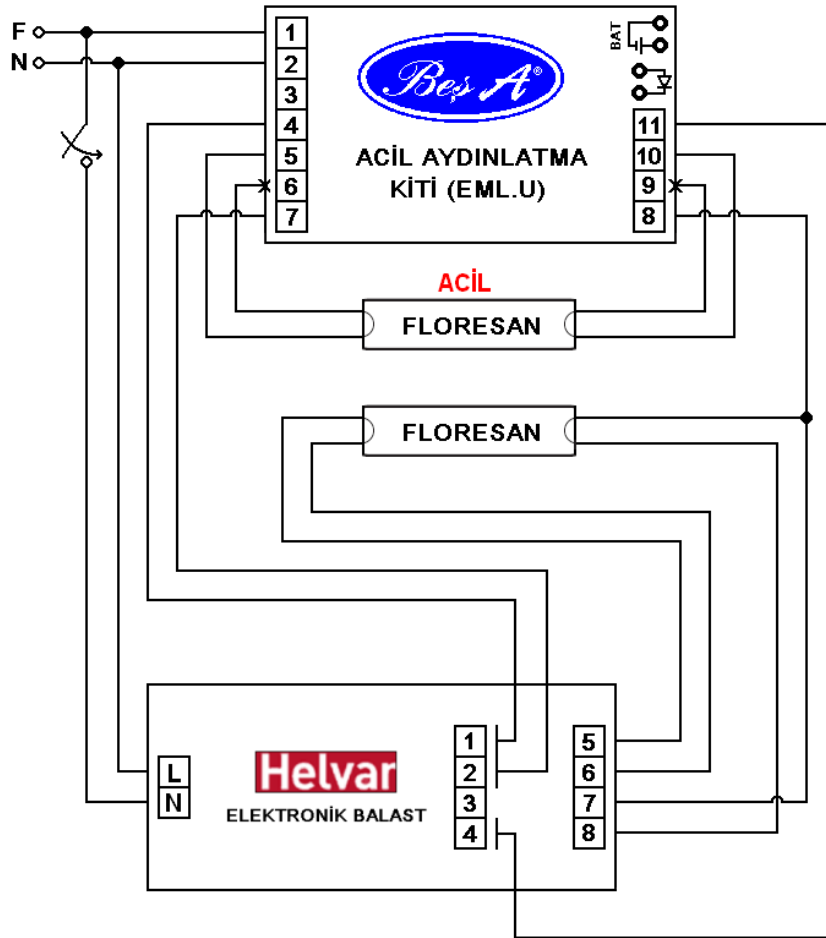 F
N
1
2
3
4
5
6
7
Beş A®
ACİL AYDINLATMA
KİTİ (EML.U)
BAT
11
10
9
8
ACİL
FLORESAN
FLORESAN
L
N
Helvar
ELEKTRONİK BALAST
1
2
3
4
5
6
7
8